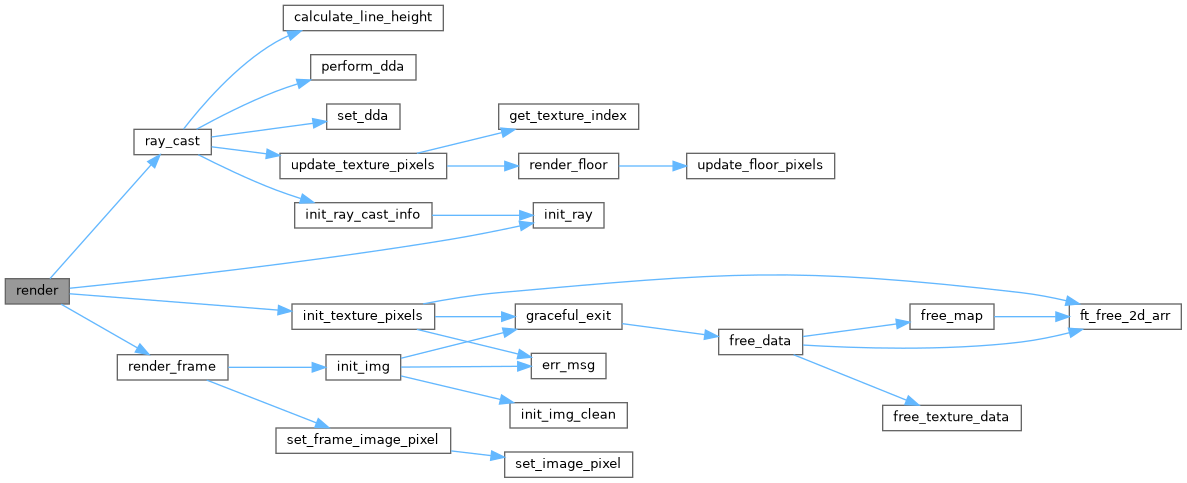 calculate_line_height
perform_dda
set_dda
get_texture_index
ray_cast
update_texture_pixels
render_floor
update_floor_pixels
init_ray_cast_info
init_ray
render
init_texture_pixels
graceful_exit
free_map
ft_free_2d_arr
free_data
render_frame
init_img
err_msg
init_img_clean
free_texture_data
set_frame_image_pixel
set_image_pixel